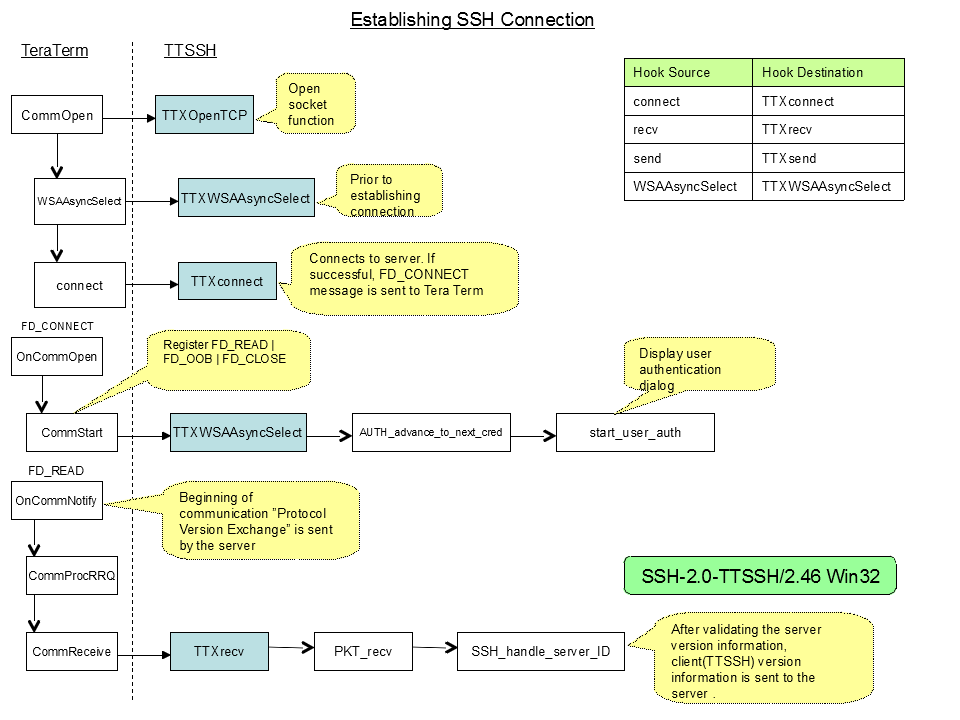 Establishing SSH Connection
TeraTerm
TTSSH
Hook Source
Hook Destination
connect
TTXconnect
recv
TTXrecv
send
TTXsend
WSAAsyncSelect
TTXWSAAsyncSelect
CommOpen
TTXOpenTCP
Open
socket
function
WSAAsyncSelect
TTXWSAAsyncSelect
Prior to
establishing
connection
connect
TTXconnect
Connects to server. If
successful, FD_CONNECT
message is sent to Tera Term
FD_CONNECT
OnCommOpen
Register FD_READ |
FD_OOB | FD_CLOSE
Display user
authentication
dialog
CommStart
TTXWSAAsyncSelect
AUTH_advance_to_next_cred
start_user_auth
FD_READ
OnCommNotify
Beginning of
communication ”Protocol
Version Exchange” is sent
by the server
CommProcRRQ
SSH-2.0-TTSSH/2.46 Win32
CommReceive
TTXrecv
PKT_recv
SSH_handle_server_ID
After validating the server
version information,
client(TTSSH) version
information is sent to the
server .